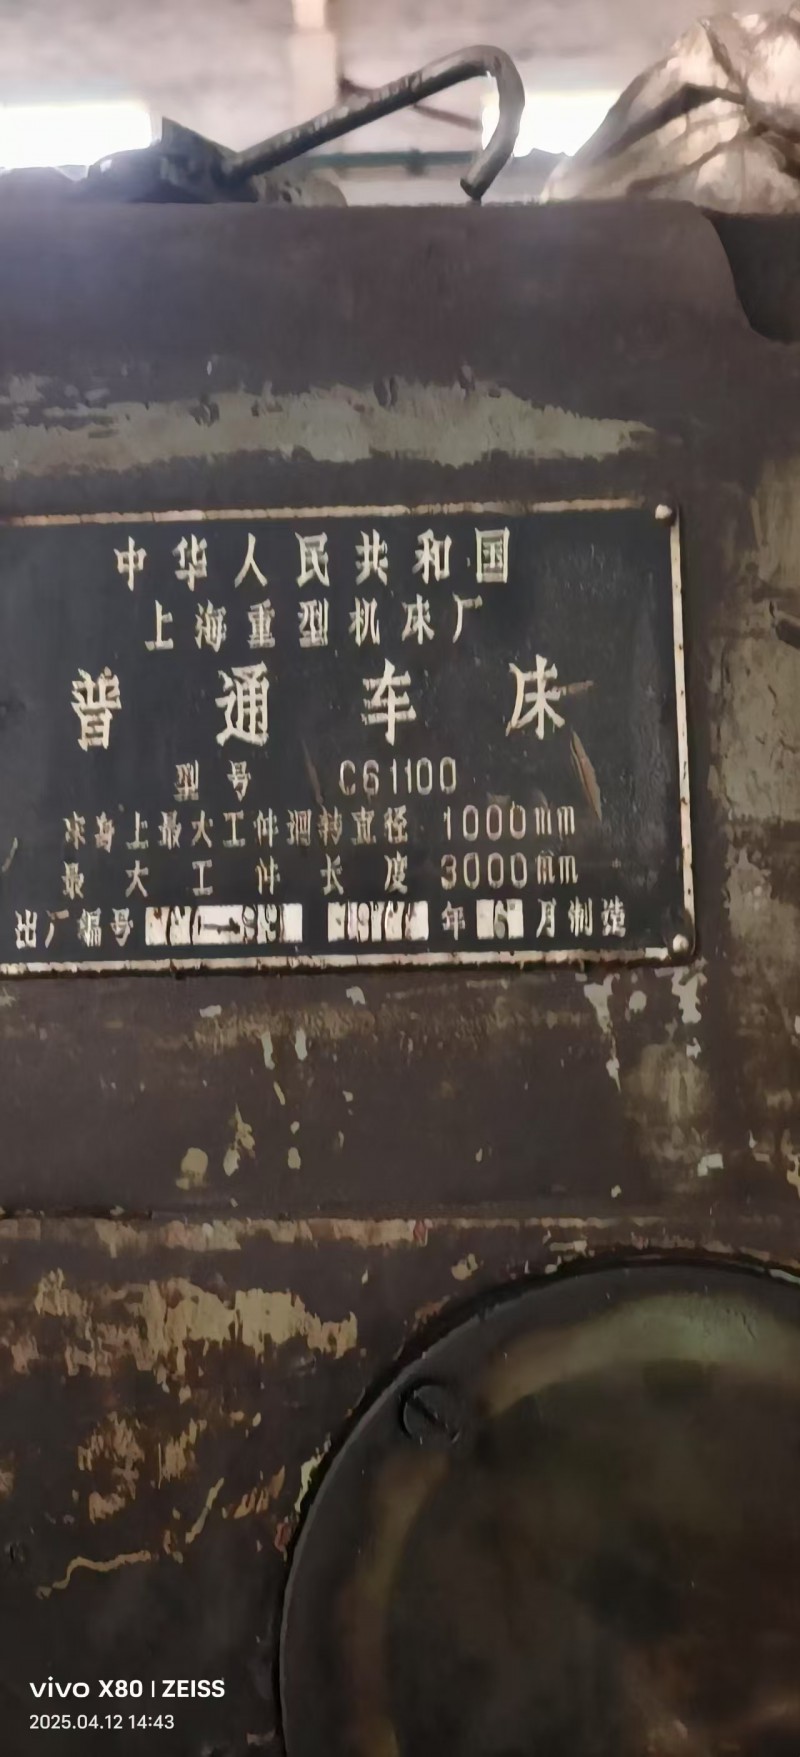 中华人民共和国
上海重型机床厂
普通车床
型号 C61100
床身上最大工件迴转直径 1000mm
最大工件长度 3000mm
出厂编号 年 6 月制造
vivo X80 | ZEISS
2025.04.12 14:43